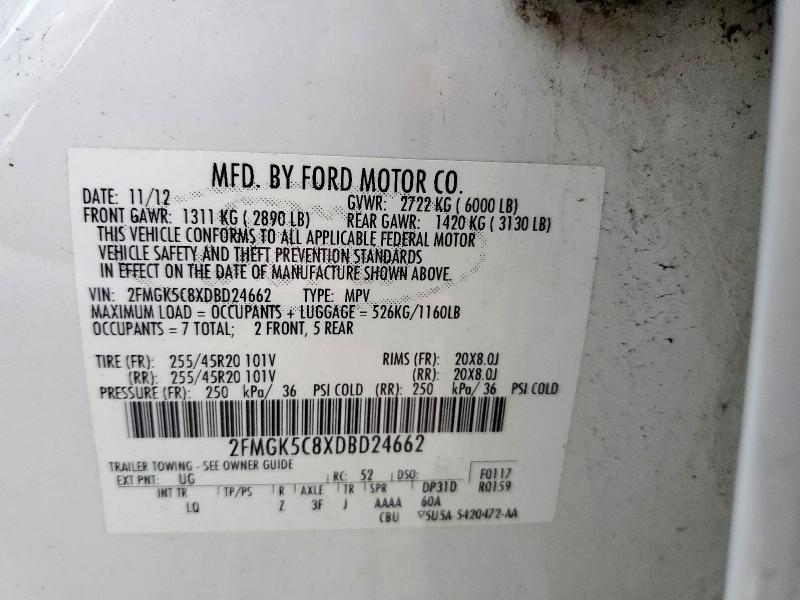 MFD. BY FORD MOTOR CO.
DATE: 11/12 GVWR: 2722 KG ( 6000 LB)
FRONT GAWR: 1311 KG ( 2890 LB) REAR GAWR: 1420 KG ( 3130 LB)
THIS VEHICLE CONFORMS TO ALL APPLICABLE FEDERAL MOTOR
VEHICLE SAFETY AND THEFT PREVENTION STANDARDS
IN EFFECT ON THE DATE OF MANUFACTURE SHOWN ABOVE.
VIN: 2FMGK5C8XDBD24662 TYPE: MPV
MAXIMUM LOAD = OCCUPANTS + LUGGAGE = 526KG/1160LB
OCCUPANTS = 7 TOTAL; 2 FRONT, 5 REAR
TIRE (FR): 255/45R20 101V RIMS (FR): 20X8.0J
(RR): 255/45R20 101V (RR): 20X8.0J
PRESSURE (FR): 250 kPa/ 36 PSI COLD (RR): 250 kPa/ 36 PSI COLD
2FMGK5C8XDBD24662
TRAILER TOWING - SEE OWNER GUIDE
EXT PNT: UG RC: 52 DSO: F0117
INT TR TP/PS R AXLE TR SPR DP31D R0159
LQ Z 3F J AAAA 60A
CBU 5U5A-5420472-AA